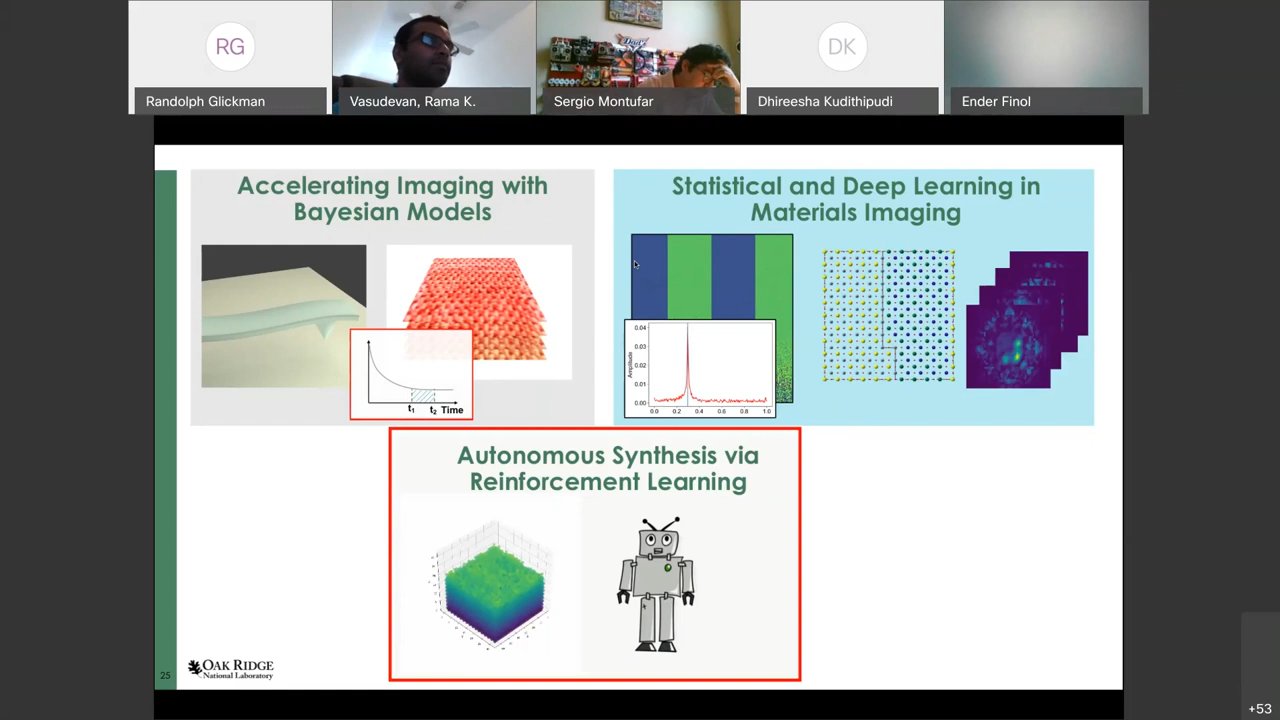 RG
Randolph Glickman
Vasudevan, Rama K.
Sergio Montufar
DK
Dhireesha Kudithipudi
Ender Finol
Accelerating Imaging with
Bayesian Models
t₁ t₂ Time
Statistical and Deep Learning in
Materials Imaging
Amplitude
0.04
0.03
0.02
0.01
0.00
0.0 0.2 0.4 0.6 0.8 1.0
Autonomous Synthesis via
Reinforcement Learning
25
OAK RIDGE
National Laboratory
+53